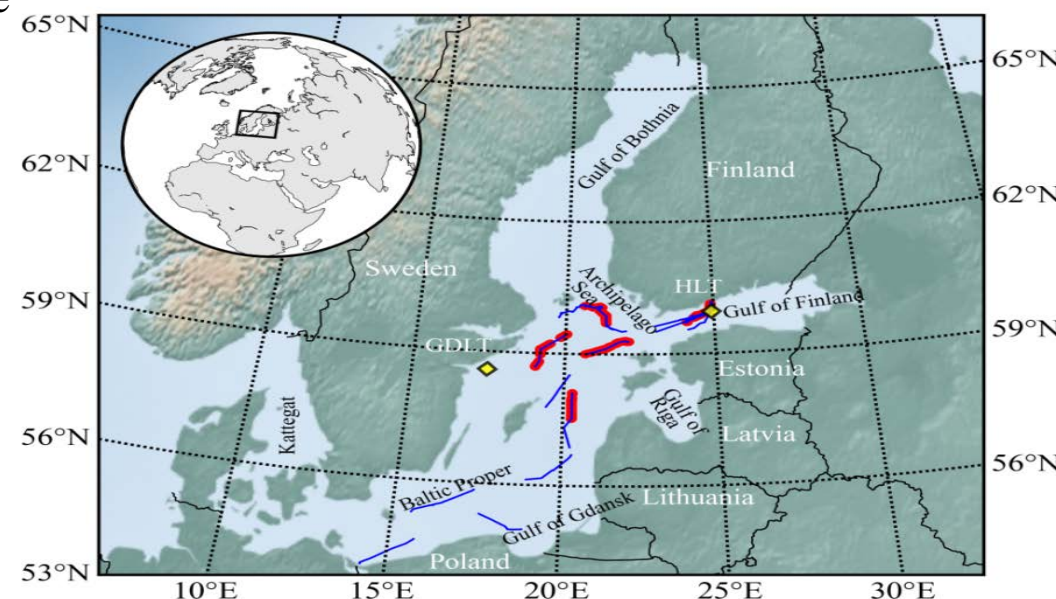 65°N
65°N
Gulf of Bothnia
Finland
62°N
62°N
Sweden
Archipelago
Sea
HLT
Gulf of Finland
59°N
59°N
GDLT
Estonia
Kattegat
Gulf of
Riga
Latvia
56°N
56°N
Baltic Proper
Lithuania
Gulf of Gdansk
Poland
53°N
10°E
15°E
20°E
25°E
30°E